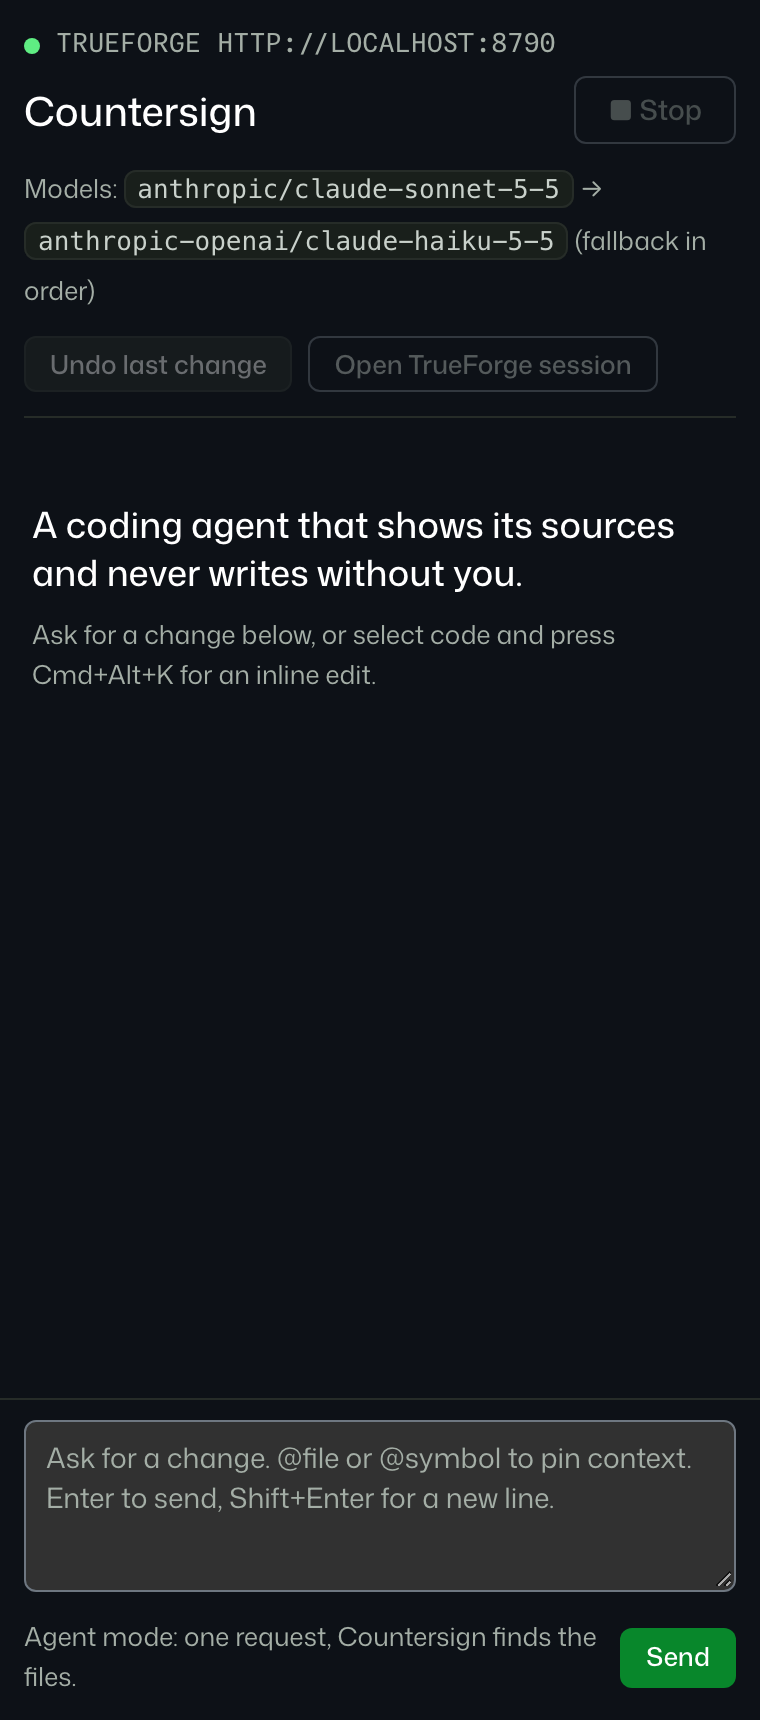 TRUEFORGE HTTP://LOCALHOST:8790
Countersign
Stop
Models: anthropic/claude-sonnet-5-5 →
anthropic-openai/claude-haiku-5-5 (fallback in
order)
Undo last change
Open TrueForge session
A coding agent that shows its sources
and never writes without you.
Ask for a change below, or select code and press
Cmd+Alt+K for an inline edit.
Ask for a change. @file or @symbol to pin context.
Enter to send, Shift+Enter for a new line.
Agent mode: one request, Countersign finds the
files.
Send